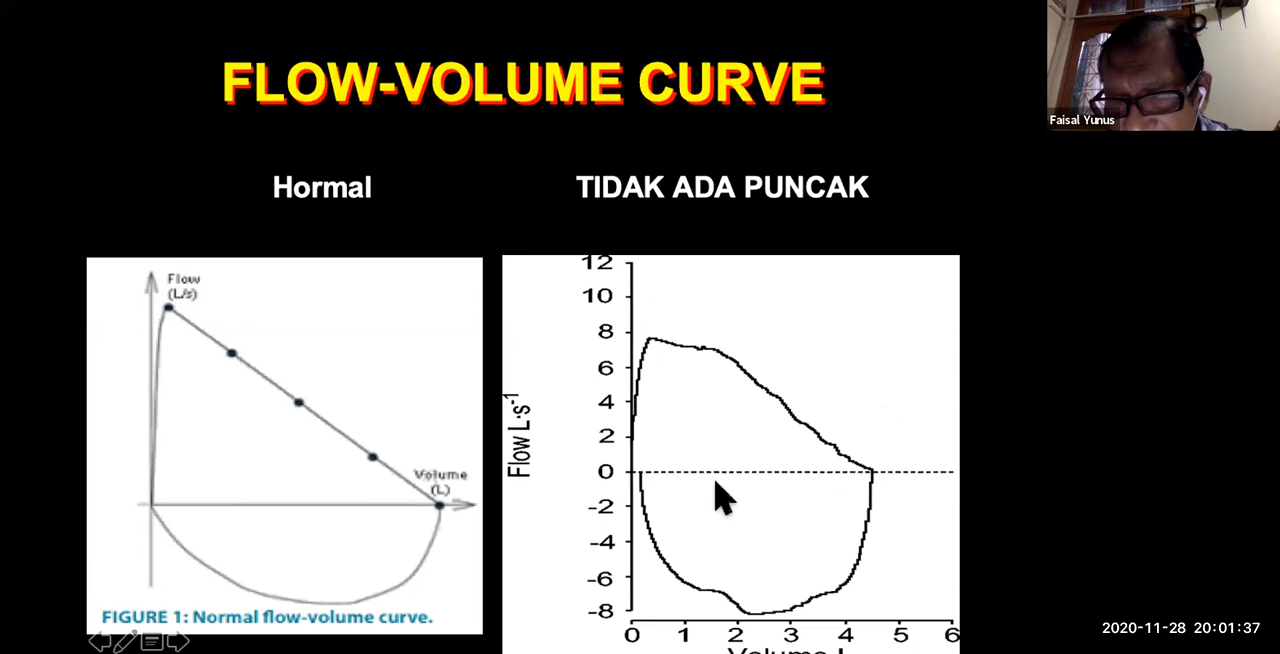 FLOW-VOLUME CURVE
Faisal Yunus
Hormal
TIDAK ADA PUNCAK
Flow
(L/s)
Volume
(L)
FIGURE 1: Normal flow-volume curve.
12
10
8
6
4
2
0
-2
-4
-6
-8
Flow L·s-1
0 1 2 3 4 5 6
Volume L
2020-11-28 20:01:37